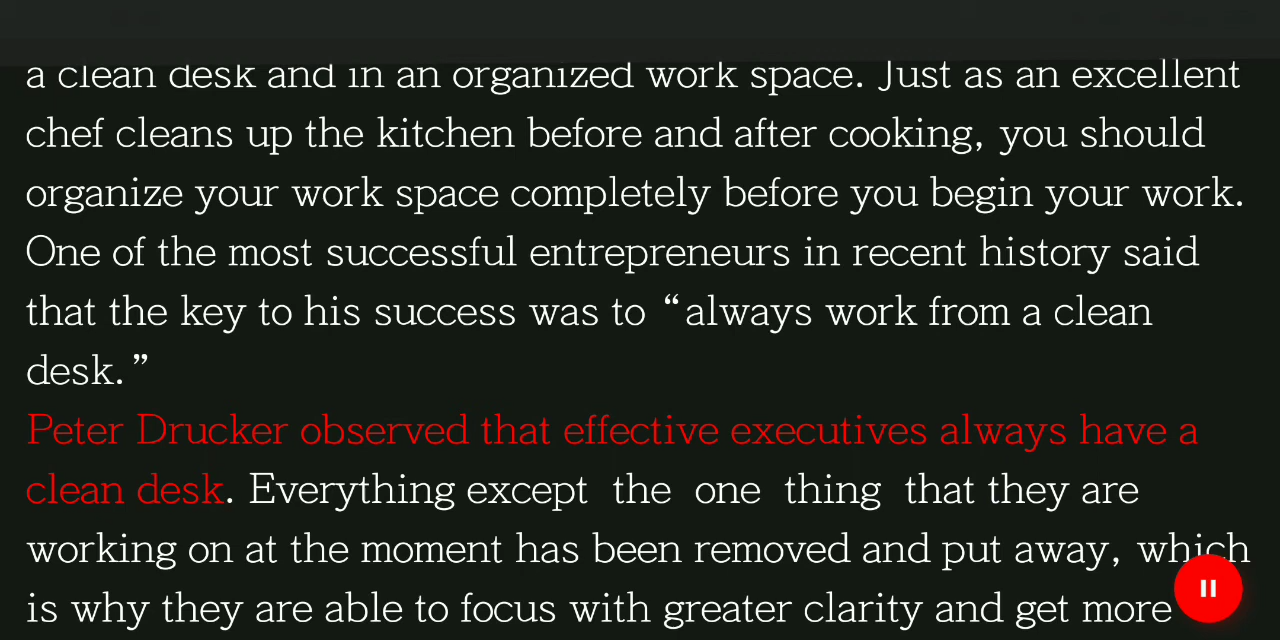 a clean desk and in an organized work space. Just as an excellent
chef cleans up the kitchen before and after cooking, you should
organize your work space completely before you begin your work.
One of the most successful entrepreneurs in recent history said
that the key to his success was to “always work from a clean
desk.”
Peter Drucker observed that effective executives always have a
clean desk. Everything except the one thing that they are
working on at the moment has been removed and put away, which
is why they are able to focus with greater clarity and get more